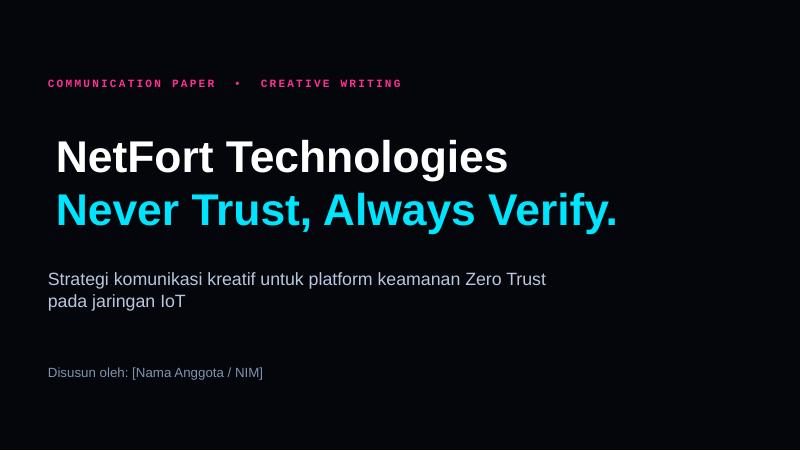 COMMUNICATION PAPER • CREATIVE WRITING
NetFort Technologies
Never Trust, Always Verify.
Strategi komunikasi kreatif untuk platform keamanan Zero Trust
pada jaringan IoT
Disusun oleh: [Nama Anggota / NIM]